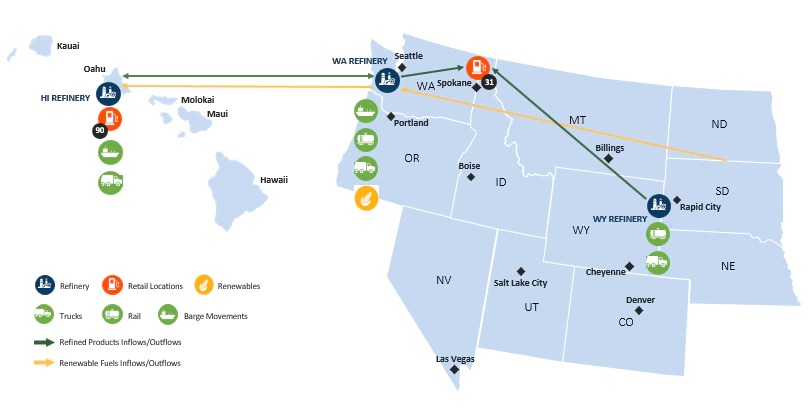 Kauai
Oahu
HI REFINERY
90
Molokai
Maui
Hawaii
WA REFINERY
Seattle
WA
Spokane
31
Portland
OR
Boise
ID
MT
Billings
ND
SD
Rapid City
WY REFINERY
WY
Cheyenne
NE
NV
Salt Lake City
UT
Denver
CO
Las Vegas
Refinery
Retail Locations
Renewables
Trucks
Rail
Barge Movements
Refined Products Inflows/Outflows
Renewable Fuels Inflows/Outflows